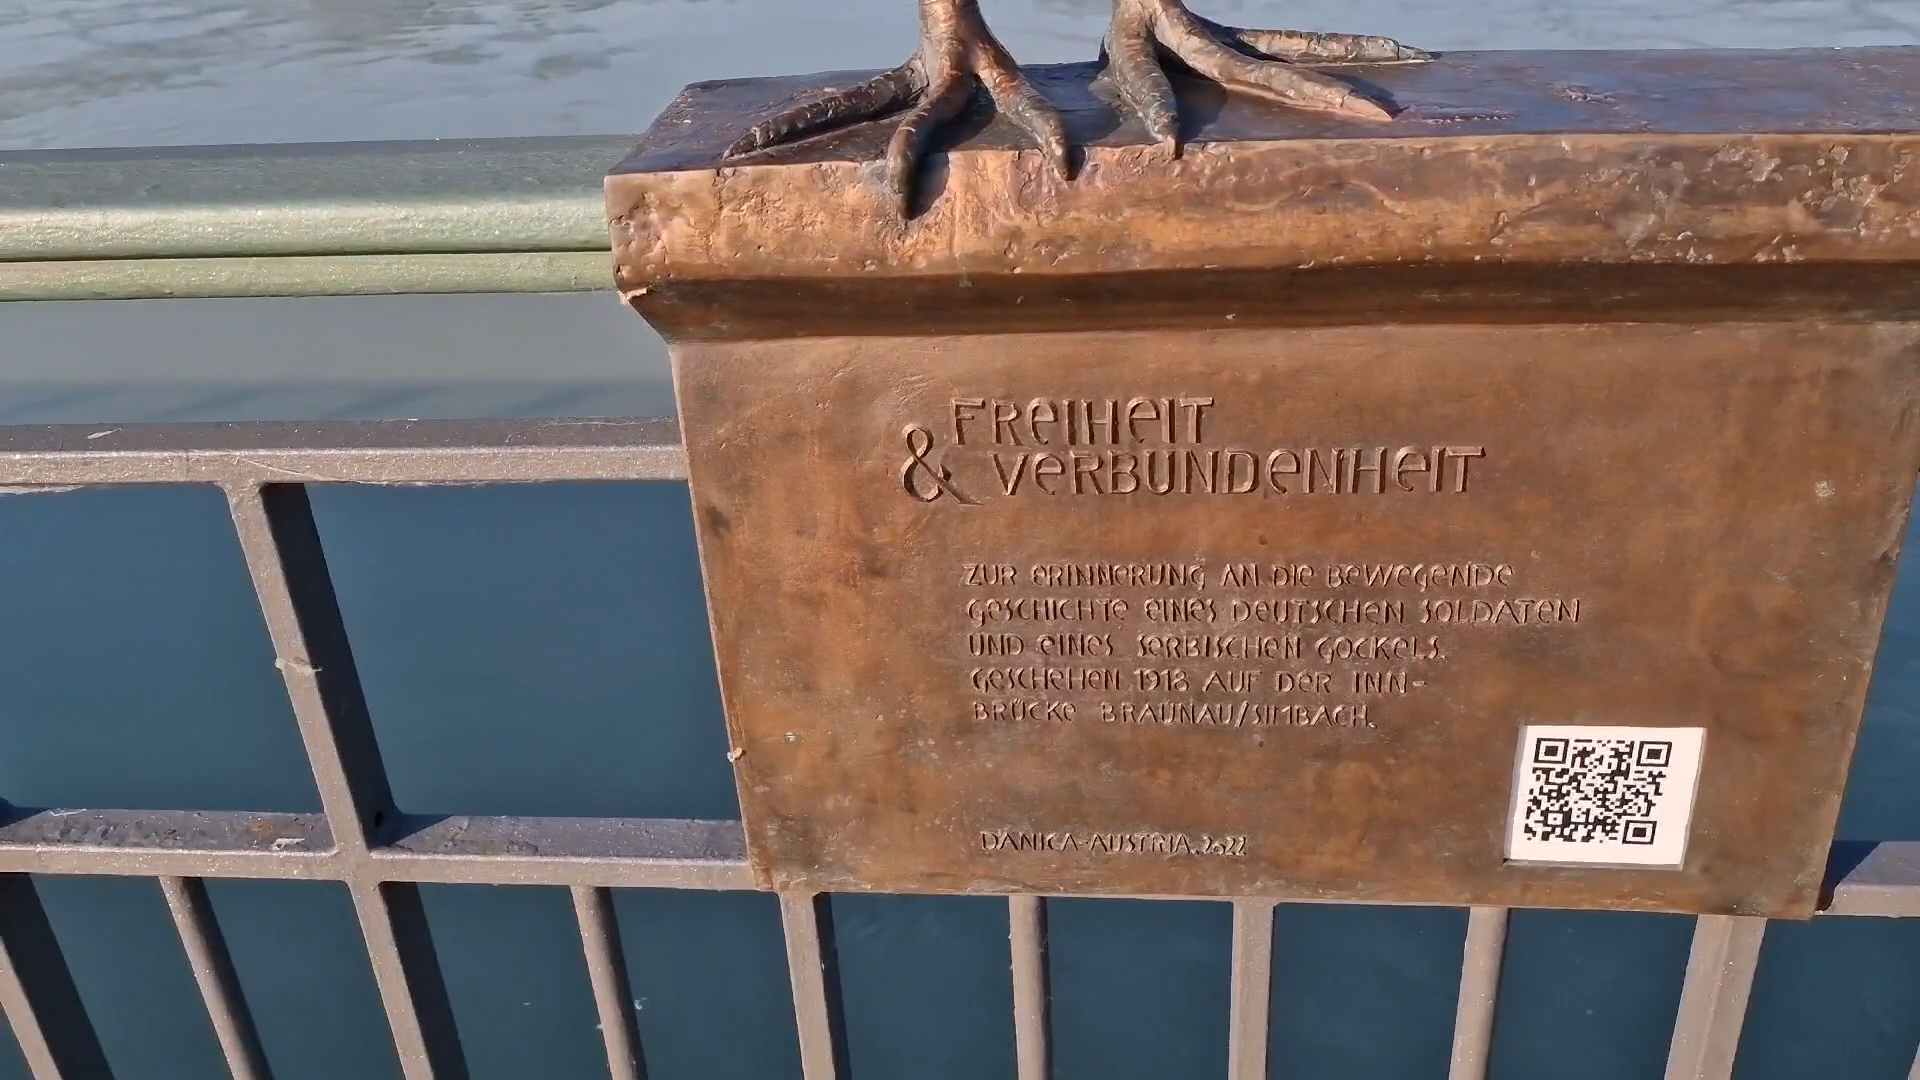 FREIHEIT
& VERBUNDENHEIT
ZUR ERINNERUNG AN DIE BEWEGENDE
GESCHICHTE EINES DEUTSCHEN SOLDATEN
UND EINES SERBISCHEN GOCKELS.
GESCHEHEN 1918 AUF DER INN-
BRÜCKE BRAUNAU/SIMBACH.
DANICA-AUSTRIA. 2022